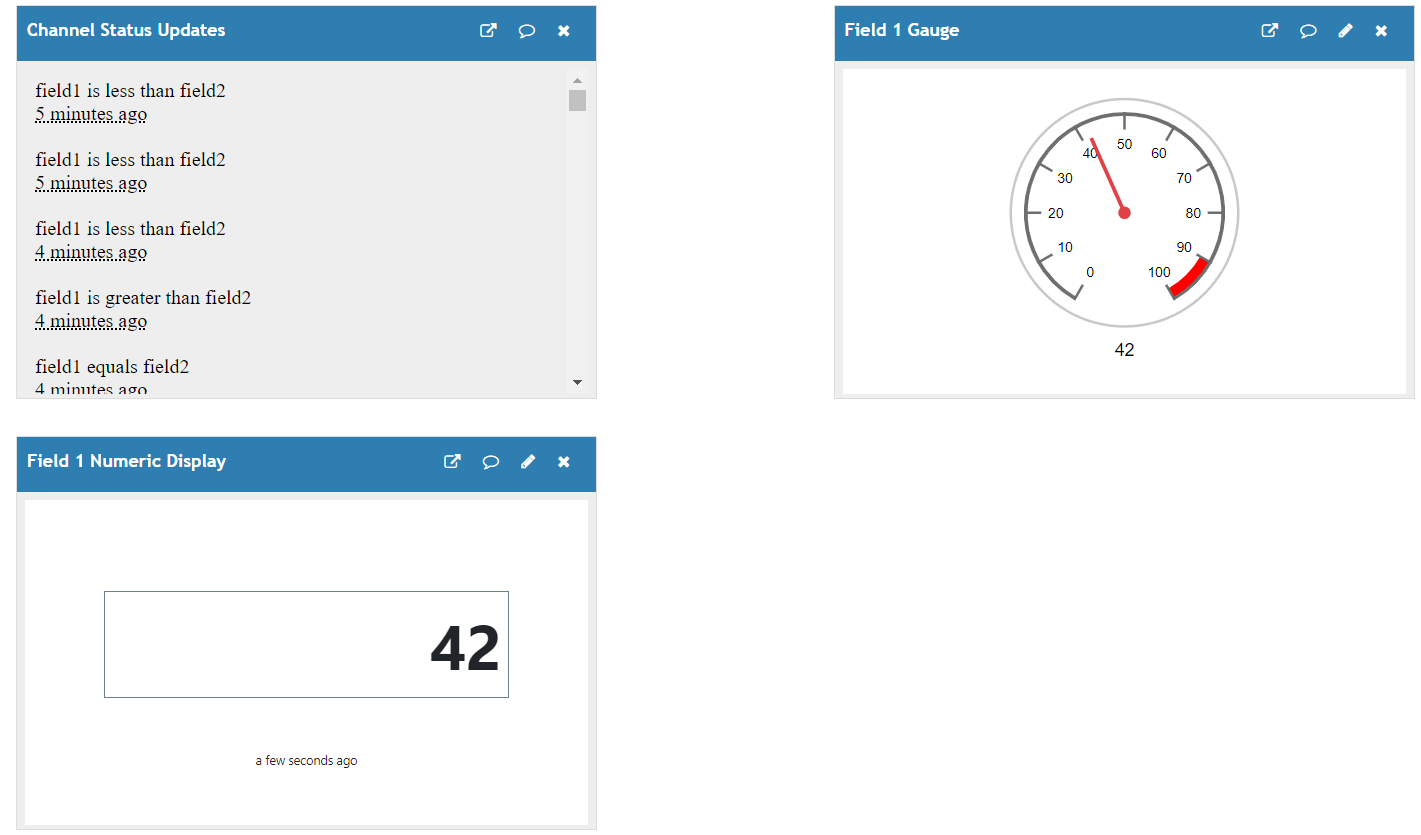 Channel Status Updates
field1 is less than field2
5 minutes ago
field1 is less than field2
5 minutes ago
field1 is less than field2
4 minutes ago
field1 is greater than field2
4 minutes ago
field1 equals field2
4 minutes ago
Field 1 Gauge
0
10
20
30
40
50
60
70
80
90
100
42
Field 1 Numeric Display
42
a few seconds ago